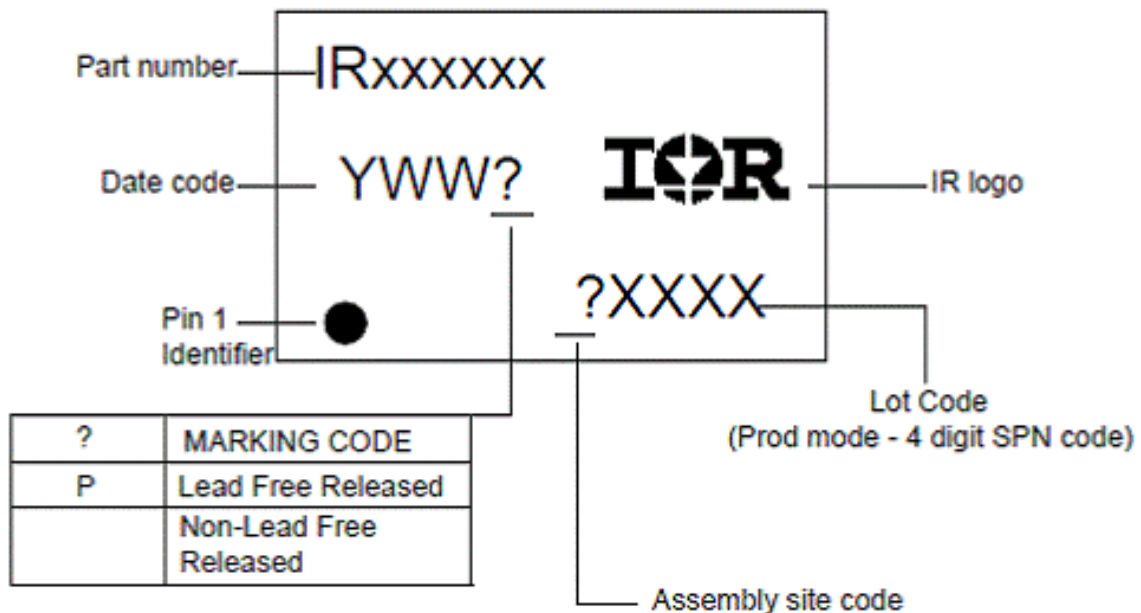 Part number
IRxxxxxx
Date code
YWW?
IOR
IR logo
Pin 1
Identifier
?XXXX
Lot Code
(Prod mode - 4 digit SPN code)
? MARKING CODE
P Lead Free Released
Non-Lead Free
Released
Assembly site code